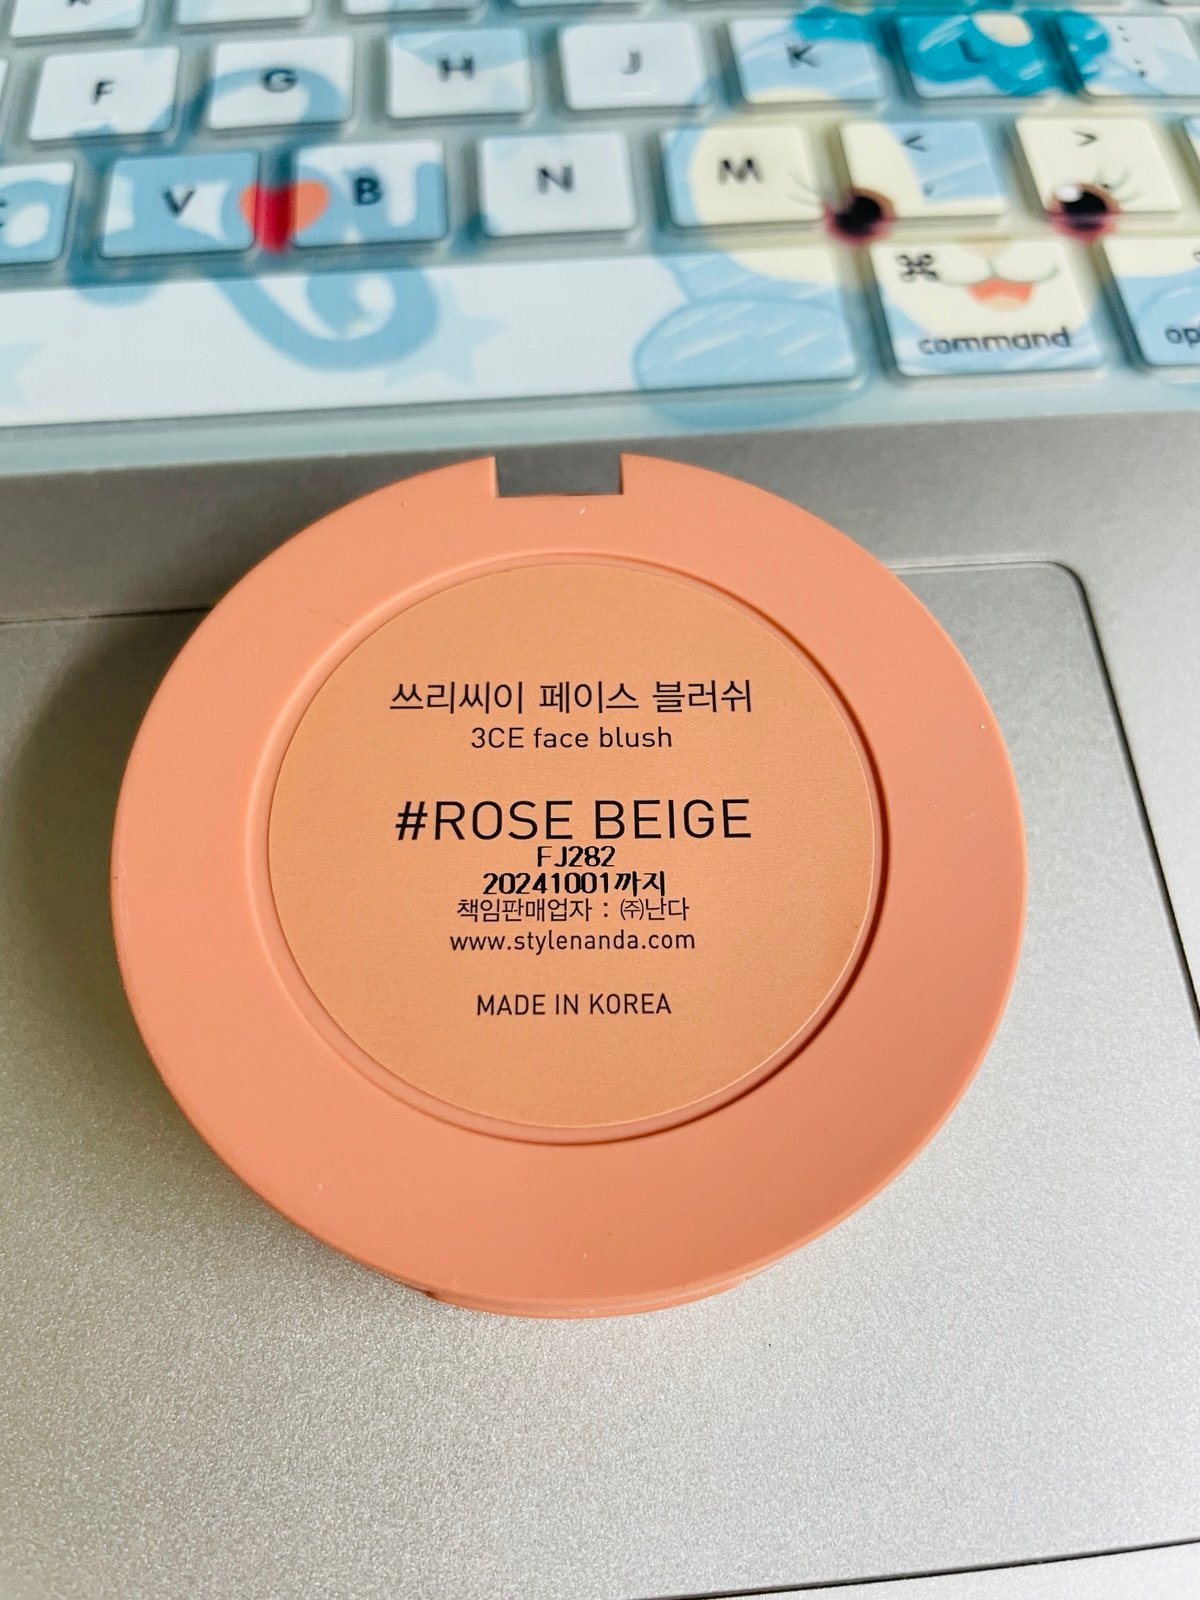 F G H J K L :
;
V B N M < ,
>
⌘
command
op
쓰리씨이 페이스 블러쉬
3CE face blush
#ROSE BEIGE
FJ282
20241001까지
책임판매업자 : ㈜난다
www.stylenanda.com
MADE IN KOREA